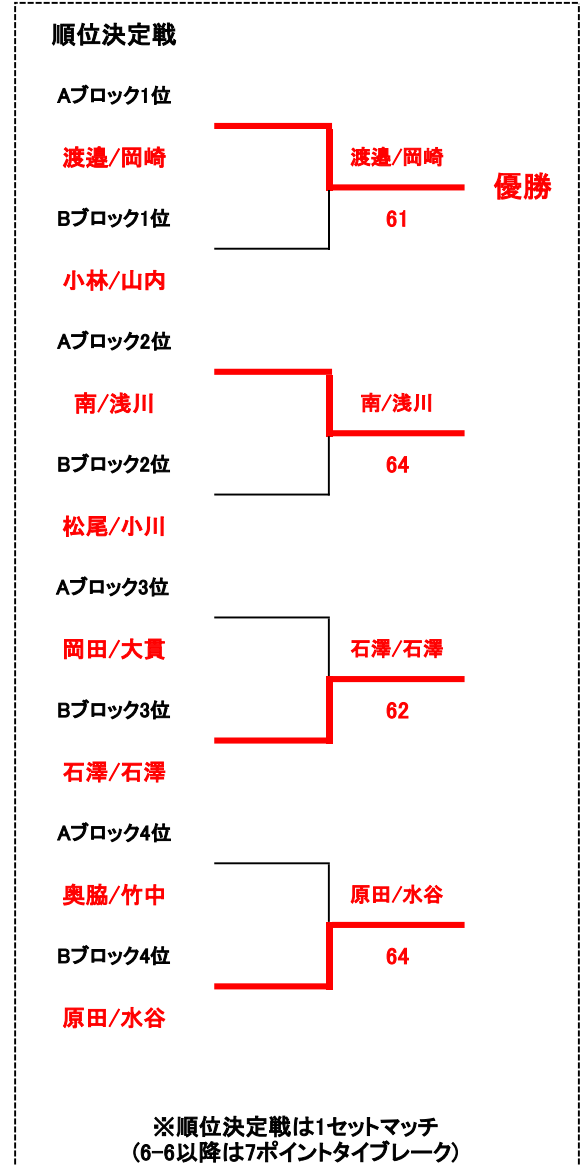 順位決定戦
Aブロック1位
渡邉/岡崎
渡邉/岡崎
優勝
Bブロック1位
61
小林/山内
Aブロック2位
南/浅川
南/浅川
Bブロック2位
64
松尾/小川
Aブロック3位
岡田/大貫
石澤/石澤
Bブロック3位
62
石澤/石澤
Aブロック4位
奥脇/竹中
原田/水谷
Bブロック4位
64
原田/水谷
※順位決定戦は1セットマッチ
(6-6以降は7ポイントタイブレーク)